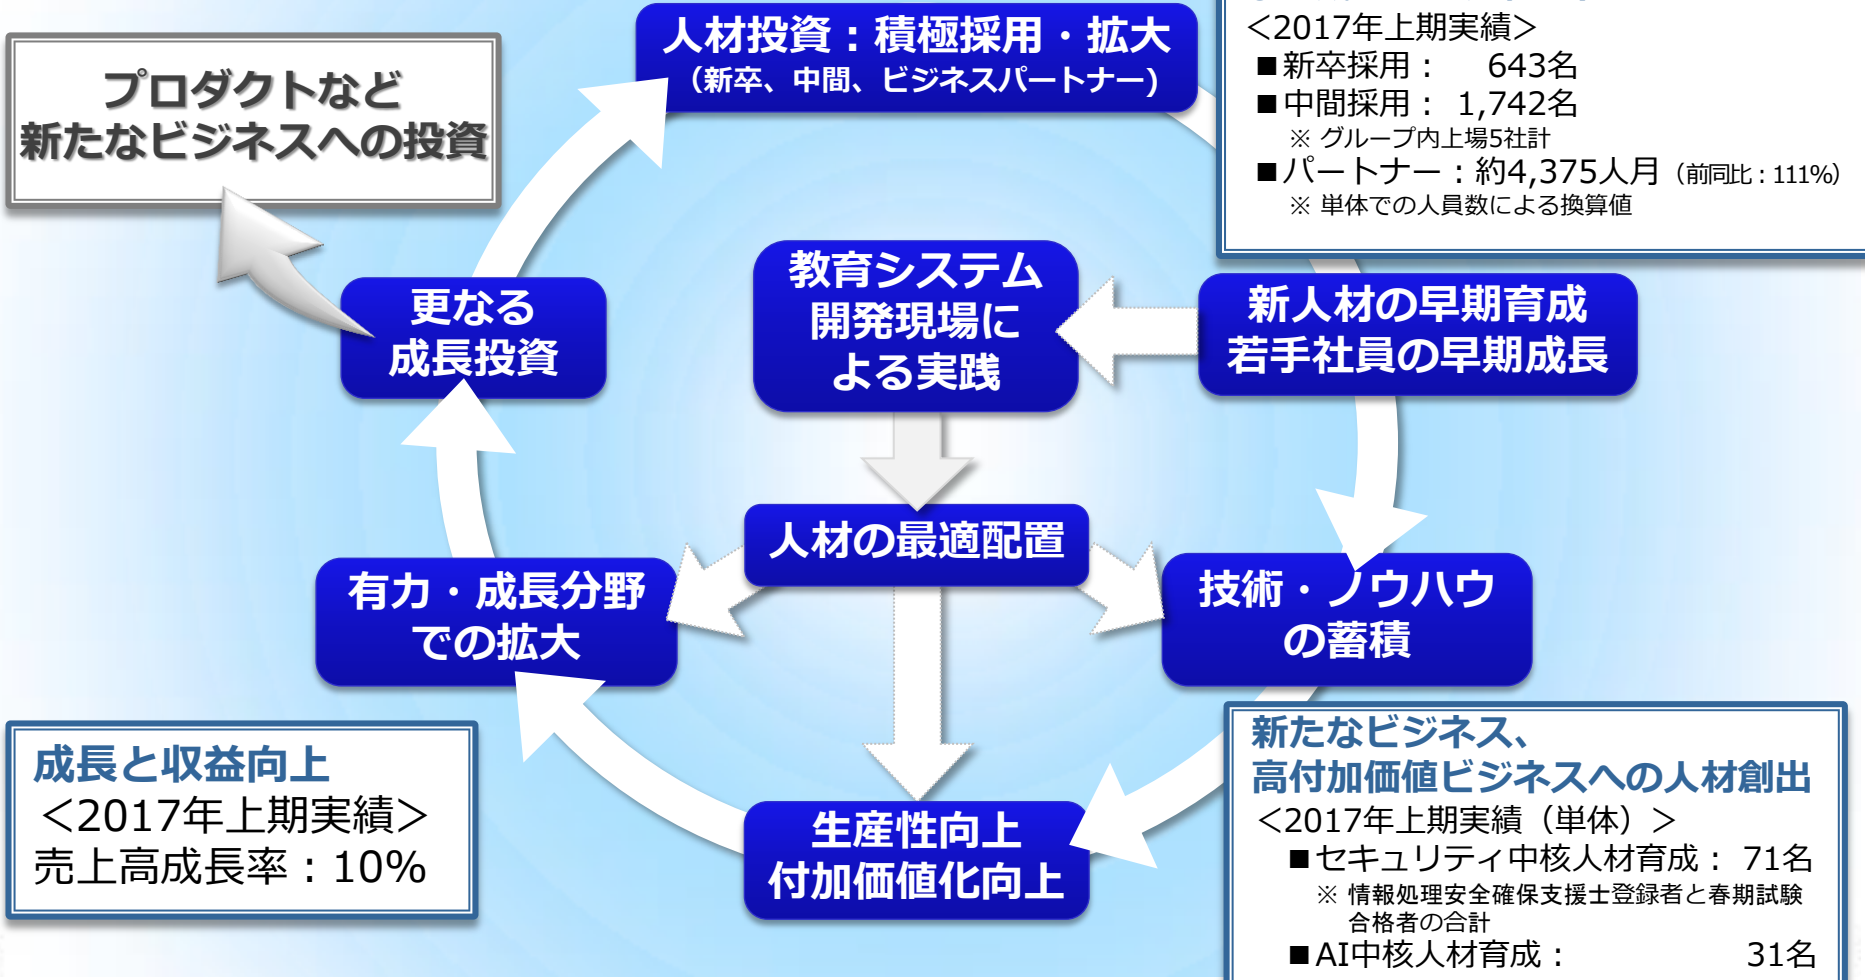 人材投資：積極採用・拡大
（新卒、中間、ビジネスパートナー）
＜2017年上期実績＞
■新卒採用： 643名
■中間採用： 1,742名
※ グループ内上場5社計
■パートナー：約4,375人月（前同比：111%）
※ 単体での人員数による換算値
プロダクトなど
新たなビジネスへの投資
更なる
成長投資
教育システム
開発現場に
よる実践
新人材の早期育成
若手社員の早期成長
人材の最適配置
有力・成長分野
での拡大
技術・ノウハウ
の蓄積
成長と収益向上
＜2017年上期実績＞
売上高成長率：10%
生産性向上
付加価値化向上
新たなビジネス、
高付加価値ビジネスへの人材創出
＜2017年上期実績（単体）＞
■セキュリティ中核人材育成： 71名
※ 情報処理安全確保支援士登録者と春期試験
合格者の合計
■AI中核人材育成： 31名